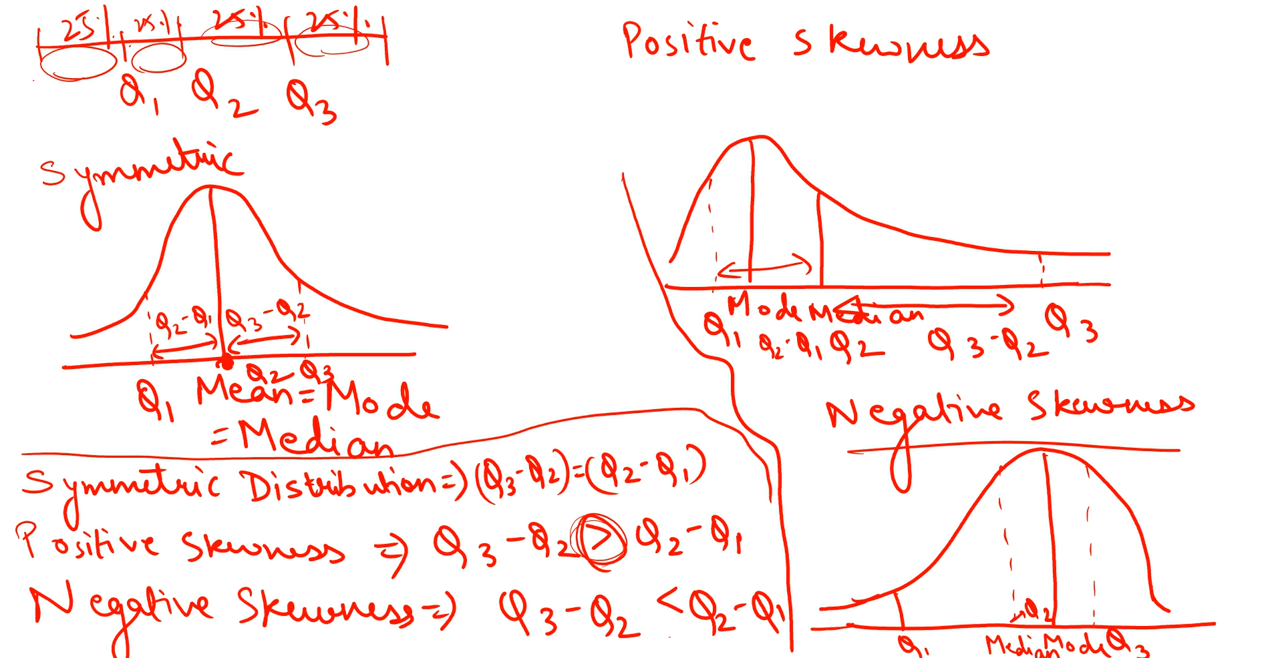 25% 25% 25% 25%
Q1 Q2 Q3
Symmetric
Q2-Q1 Q3-Q2
Q2 Q3
Q1 Mean = Mode
= Median
Symmetric Distribution => (Q3-Q2)=(Q2-Q1)
Positive Skewness => Q3-Q2 > Q2-Q1
Negative Skewness => Q3-Q2 < Q2-Q1
Positive Skewness
Mode Median
Q1 Q2-Q1 Q2 Q3-Q2 Q3
Negative Skewness
Q2
Q1 Median Mode Q3